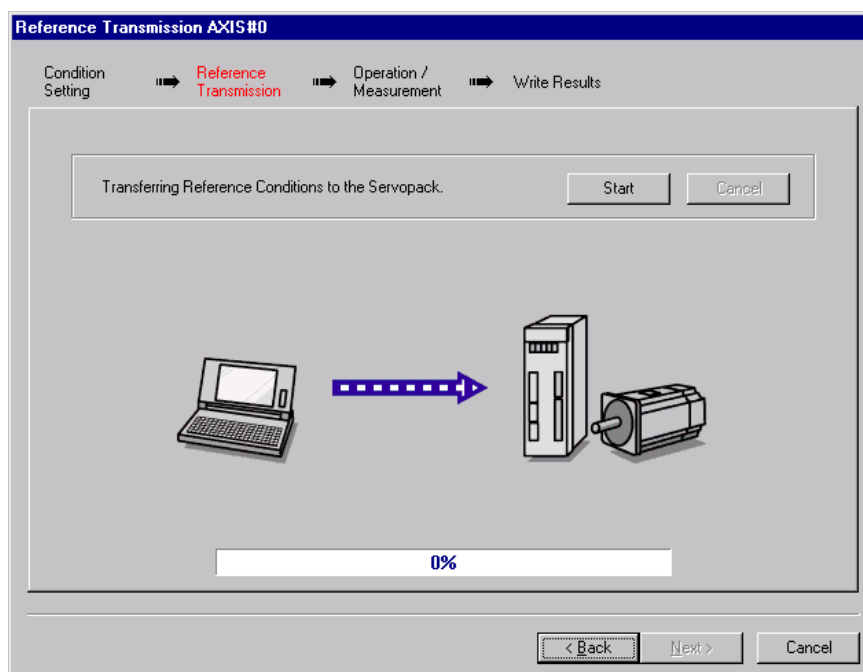 Reference Transmission AXIS#0
Condition
Setting
Reference
Transmission
Operation /
Measurement
Write Results
Transferring Reference Conditions to the Servopack.
Start
Cancel
0%
< Back
Next >
Cancel